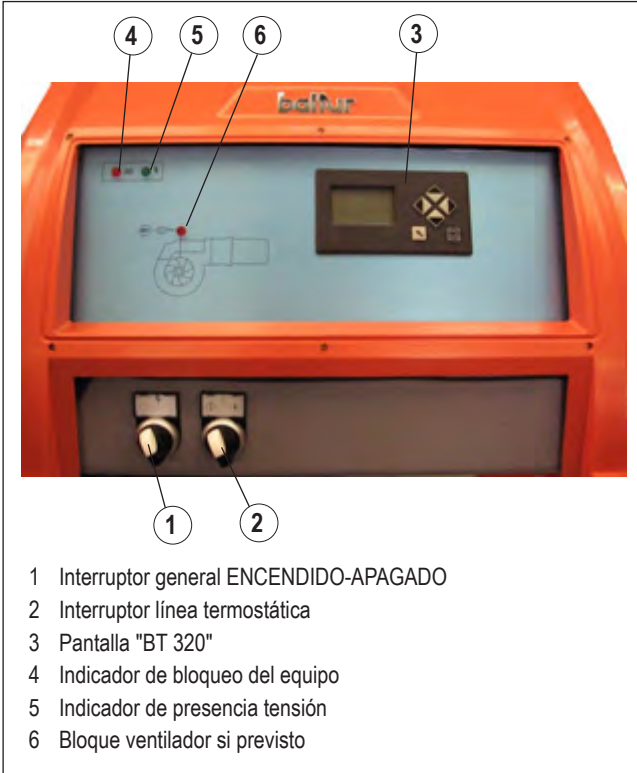 4 5 6 3
baltur
1 2
1 Interruptor general ENCENDIDO-APAGADO
2 Interruptor línea termostática
3 Pantalla "BT 320"
4 Indicador de bloqueo del equipo
5 Indicador de presencia tensión
6 Bloque ventilador si previsto